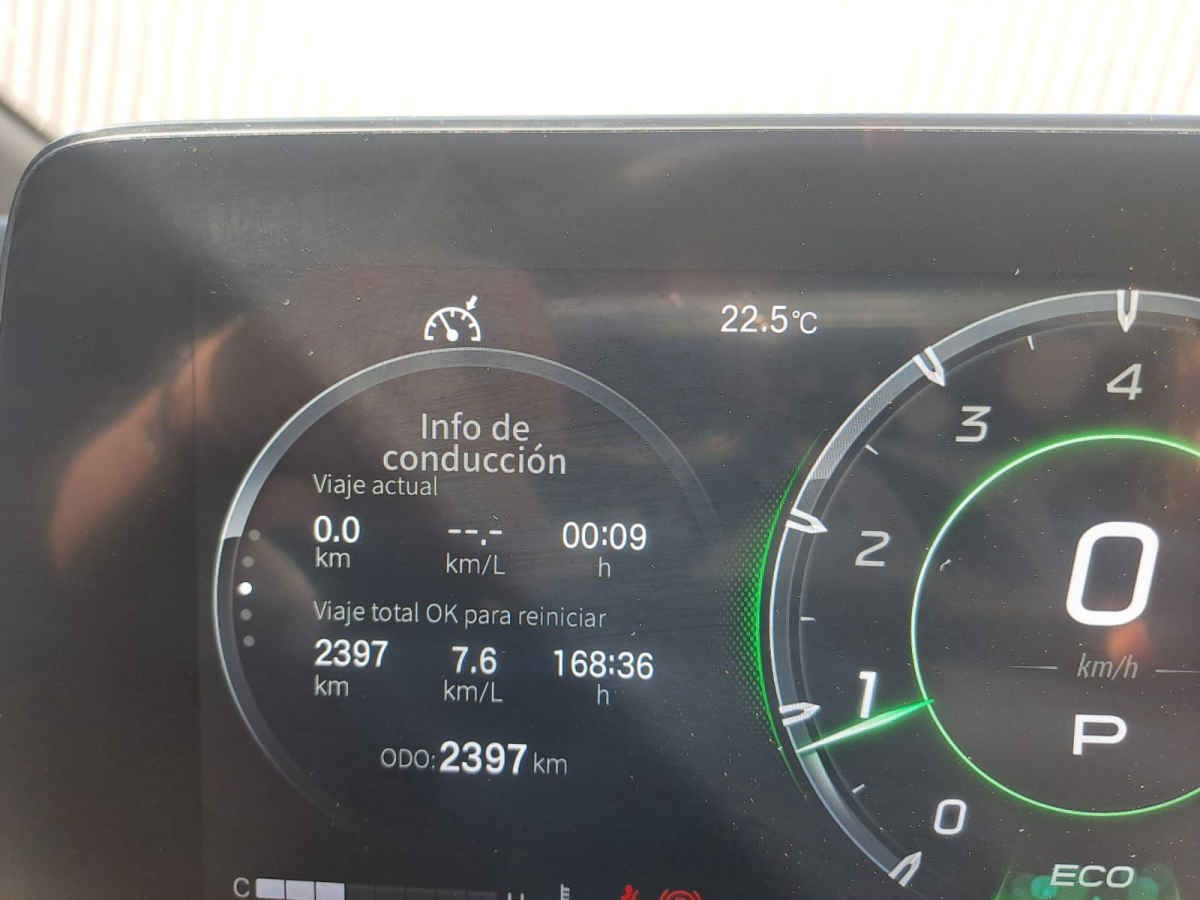 22.5°C
Info de
conducción
Viaje actual
0.0 --.- 00:09
km km/L h
Viaje total OK para reiniciar
2397 7.6 168:36
km km/L h
ODO: 2397 km
4
3
2
1
0
0
km/h
P
ECO
C